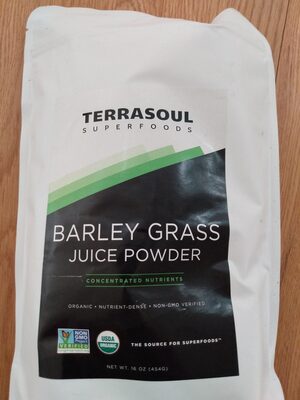 TERRASOUL
SUPERFOODS
BARLEY GRASS
JUICE POWDER
CONCENTRATED NUTRIENTS
ORGANIC • NUTRIENT-DENSE • NON-GMO VERIFIED
NON
GMO
VERIFIED
USDA
ORGANIC
THE SOURCE FOR SUPERFOODS™
NET WT. 16 OZ (454G)